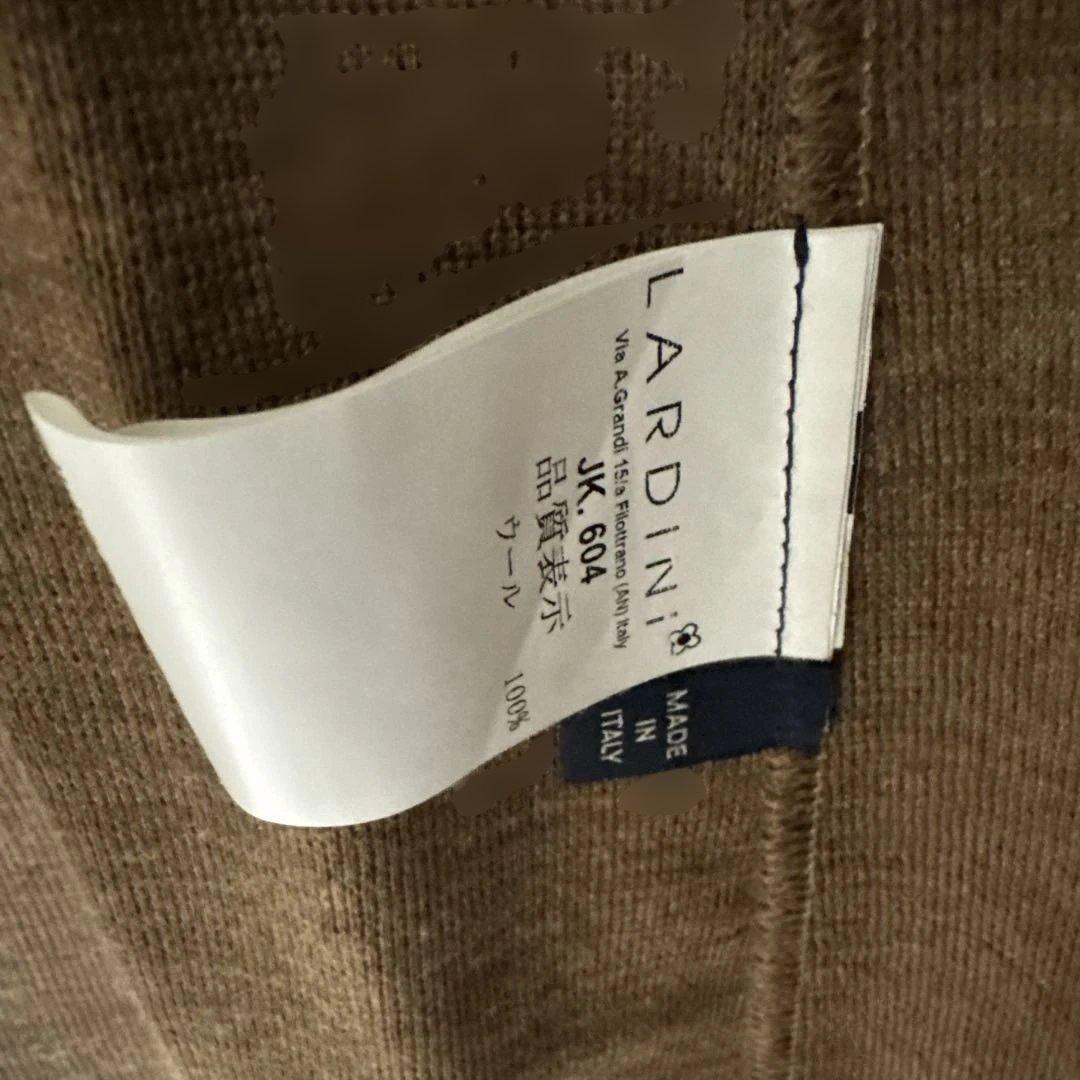 LARDINI
Via A.Grandi 15/a Filottrano (AN) Italy
JK. 604
品質表示
ウール 100%
MADE
IN
ITALY